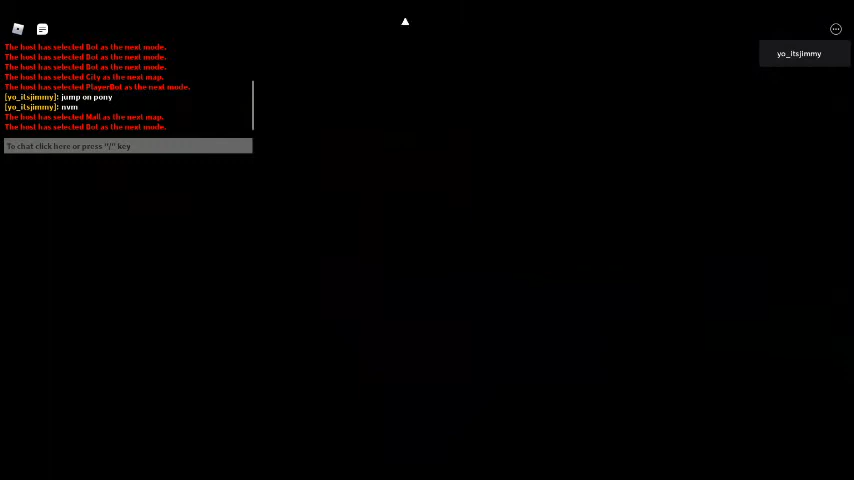 The host has selected Bot as the next mode.
The host has selected Bot as the next mode.
The host has selected Bot as the next mode.
The host has selected City as the next map.
The host has selected PlayerBot as the next mode.
[yo_itsjimmy]: jump on pony
[yo_itsjimmy]: nvm
The host has selected Mall as the next map.
The host has selected Bot as the next mode.
To chat click here or press "/" key
yo_itsjimmy